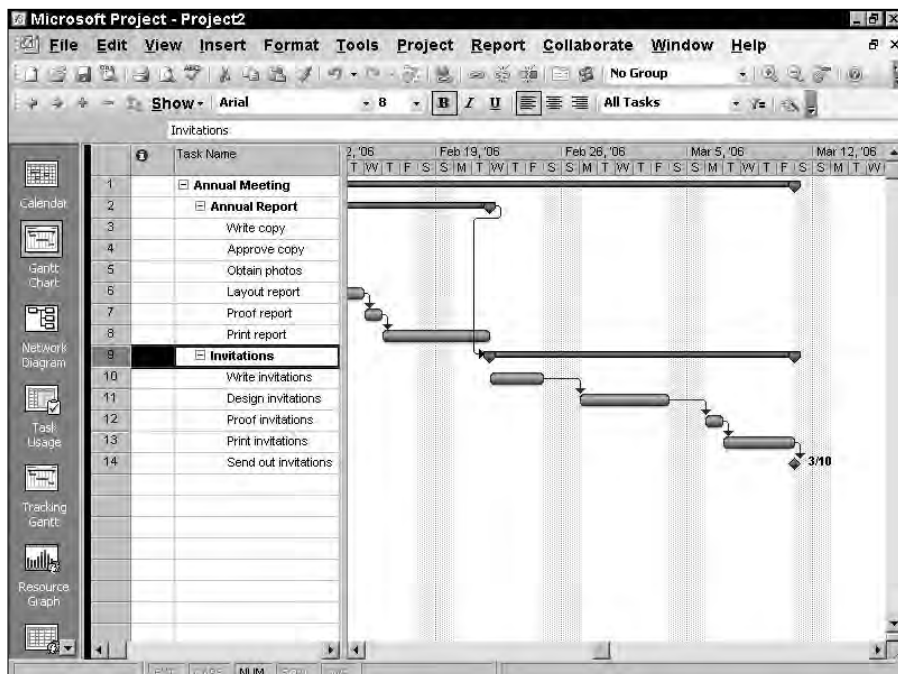 Microsoft Project - Project2
File Edit View Insert Format Tools Project Report Collaborate Window Help
No Group
Show Arial 8 B I U All Tasks
Invitations
Task Name 2, '06 Feb 19, '06 Feb 26, '06 Mar 5, '06 Mar 12, '06
T W T F S S M T W T F S S M T W T F S S M T W T F S S M T W
1 Annual Meeting
2 Annual Report
3 Write copy
4 Approve copy
5 Obtain photos
6 Layout report
7 Proof report
8 Print report
9 Invitations
10 Write invitations
11 Design invitations
12 Proof invitations
13 Print invitations
14 Send out invitations 3/10
Calendar
Gantt
Chart
Network
Diagram
Task
Usage
Tracking
Gantt
Resource
Graph
NUM